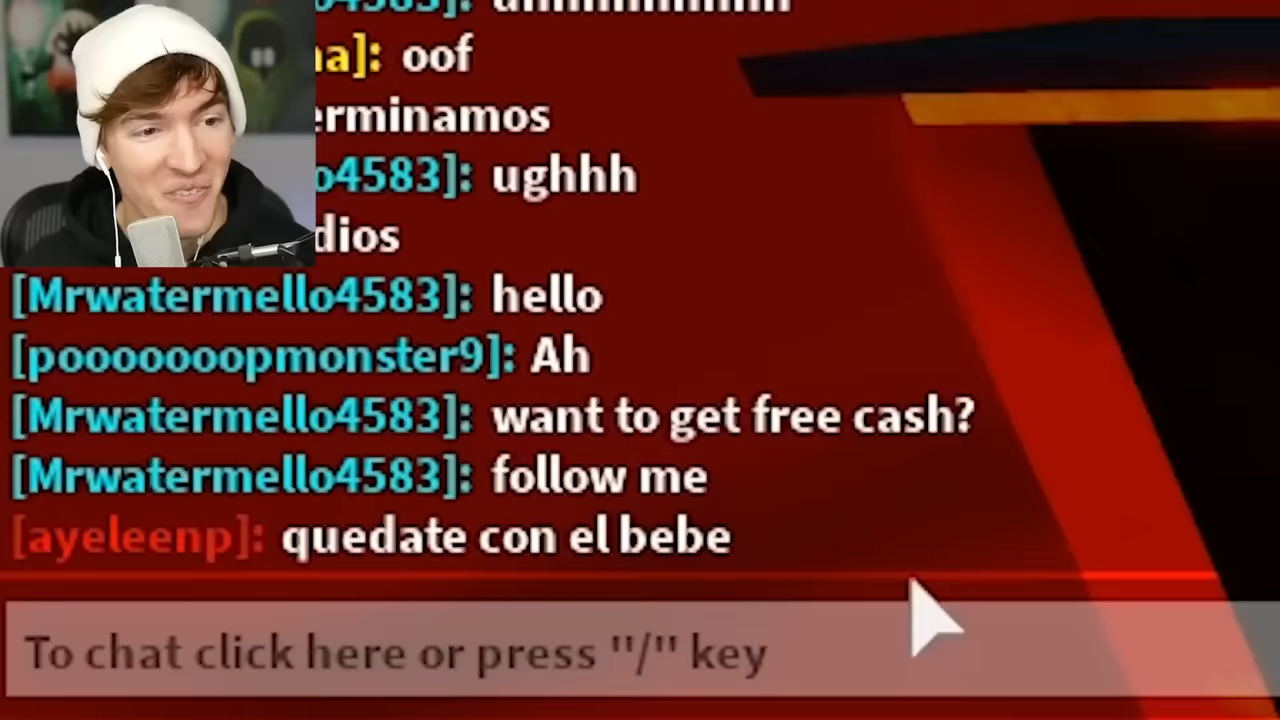 a]: oof
erminamos
o4583]: ughhh
dios
[Mrwatermello4583]: hello
[pooooooopmonster9]: Ah
[Mrwatermello4583]: want to get free cash?
[Mrwatermello4583]: follow me
[ayeleenp]: quedate con el bebe
To chat click here or press "/" key